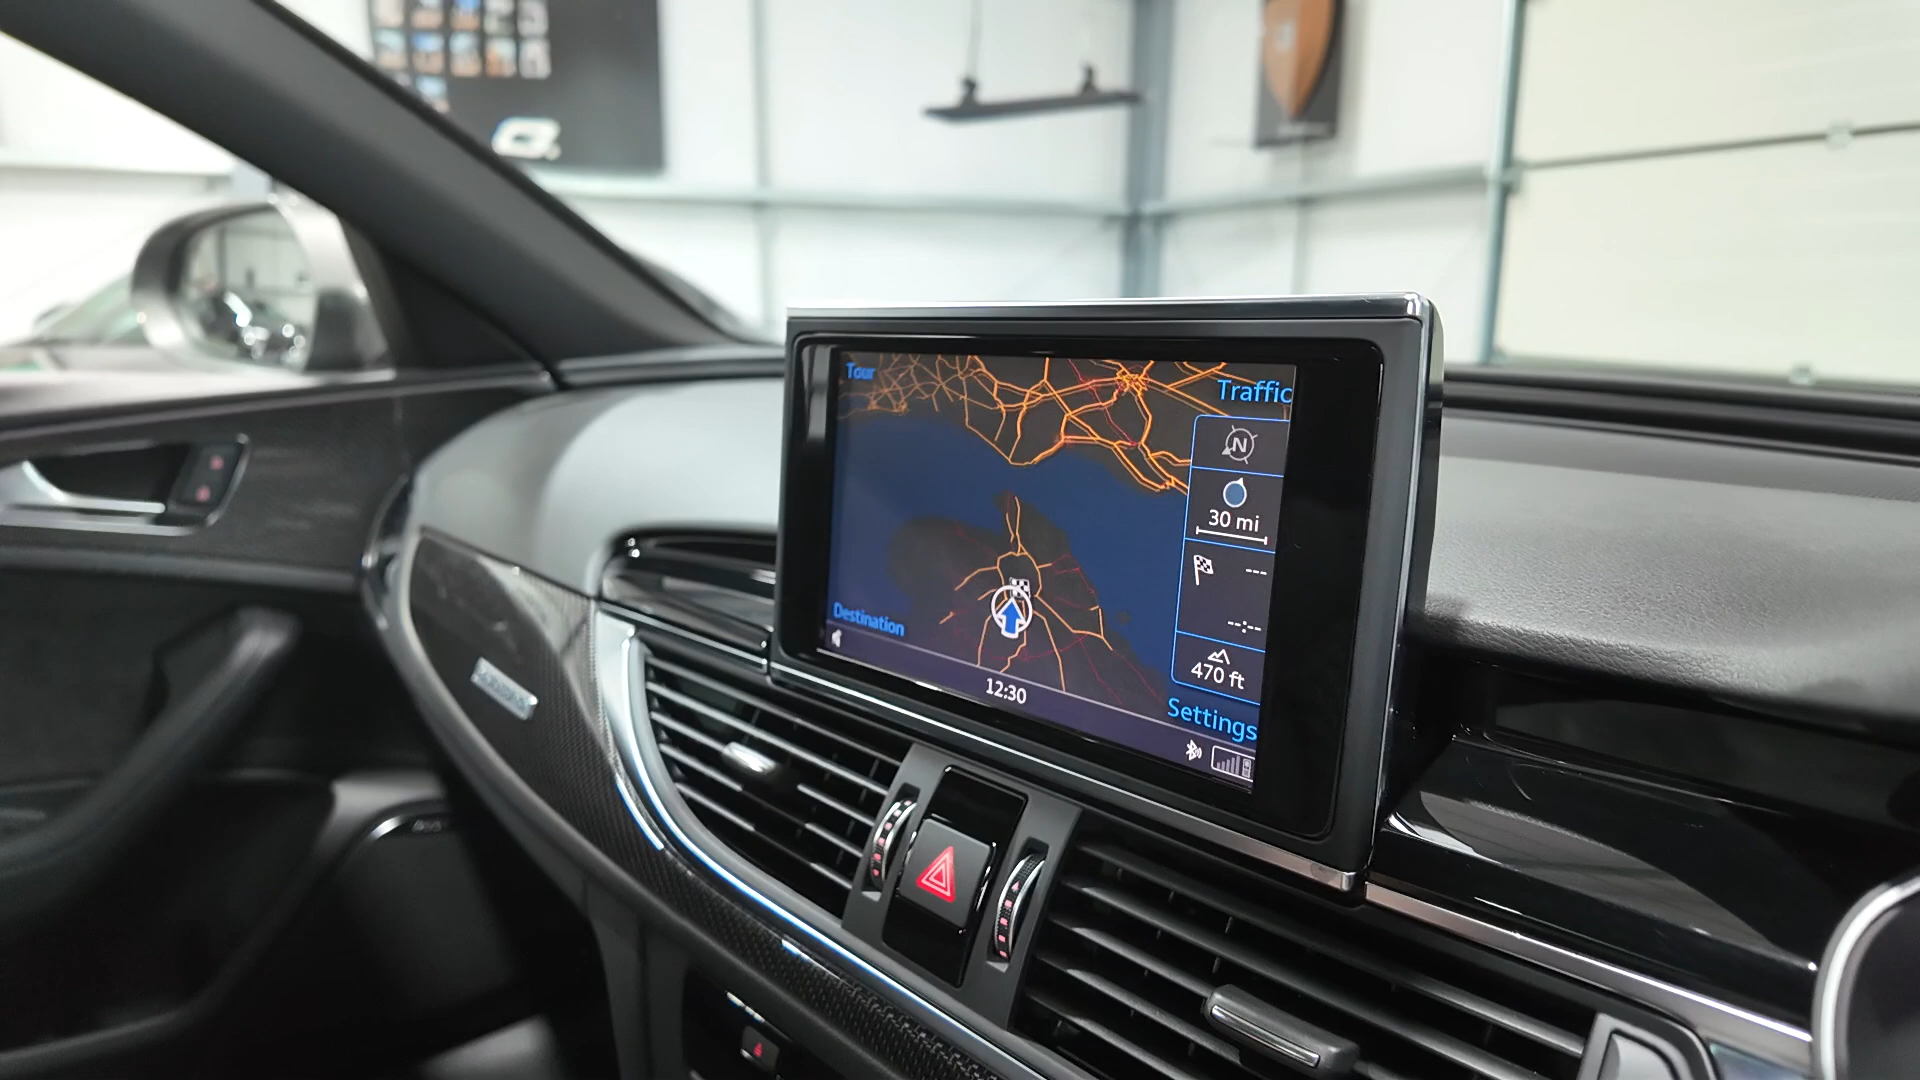 Tour
Traffic
N
30 mi
---
--:--
Destination
470 ft
12:30
Settings